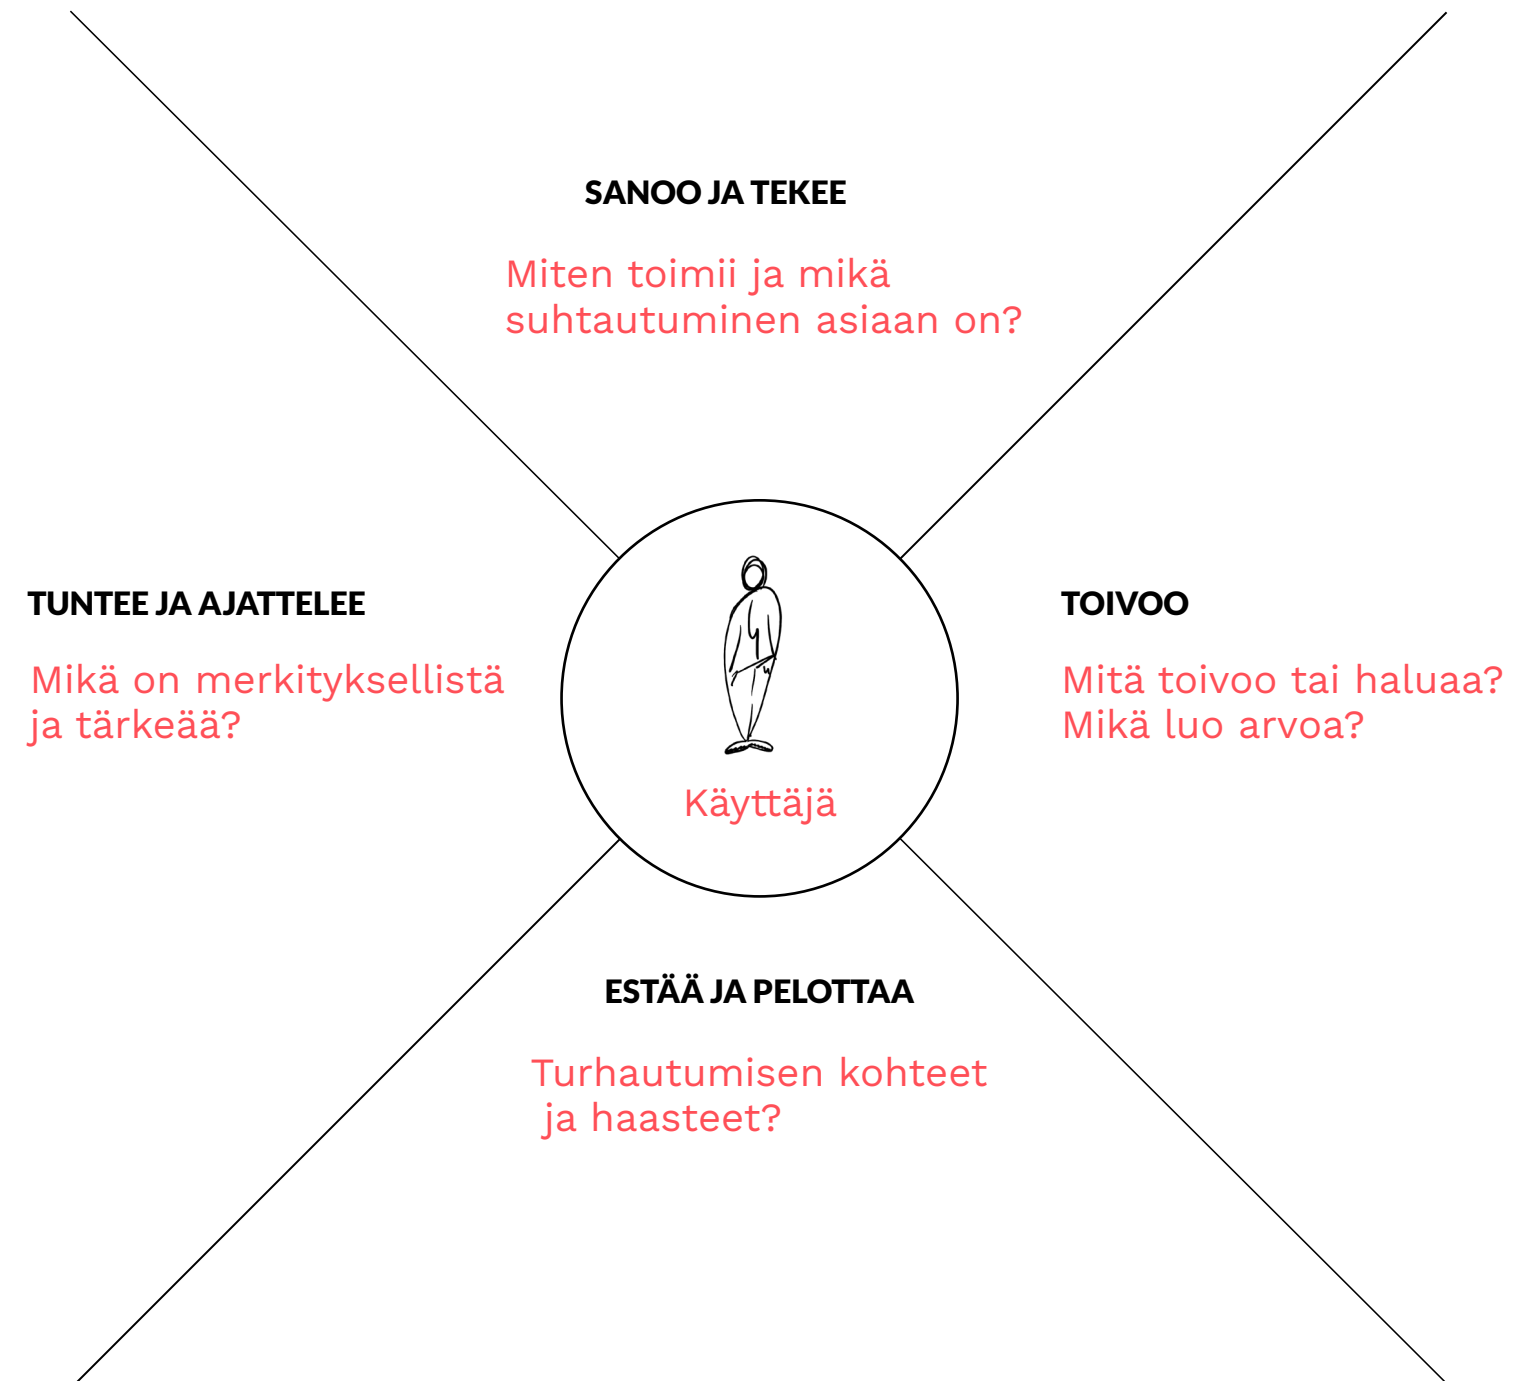 SANOO JA TEKEE
Miten toimii ja mikä
suhtautuminen asiaan on?
TUNTEE JA AJATTELEE
Mikä on merkityksellistä
ja tärkeää?
Käyttäjä
TOIVOO
Mitä toivoo tai haluaa?
Mikä luo arvoa?
ESTÄÄ JA PELOTTAA
Turhautumisen kohteet
ja haasteet?